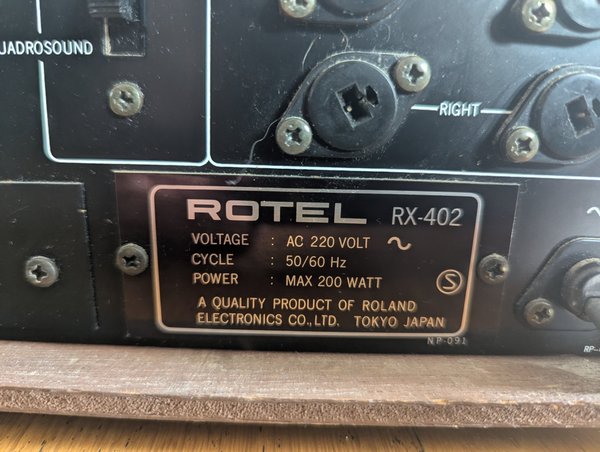 UADROSOUND
RIGHT
ROTEL RX-402
VOLTAGE : AC 220 VOLT ~
CYCLE : 50/60 Hz
POWER : MAX 200 WATT
S
A QUALITY PRODUCT OF ROLAND
ELECTRONICS CO., LTD. TOKYO JAPAN
NP-091